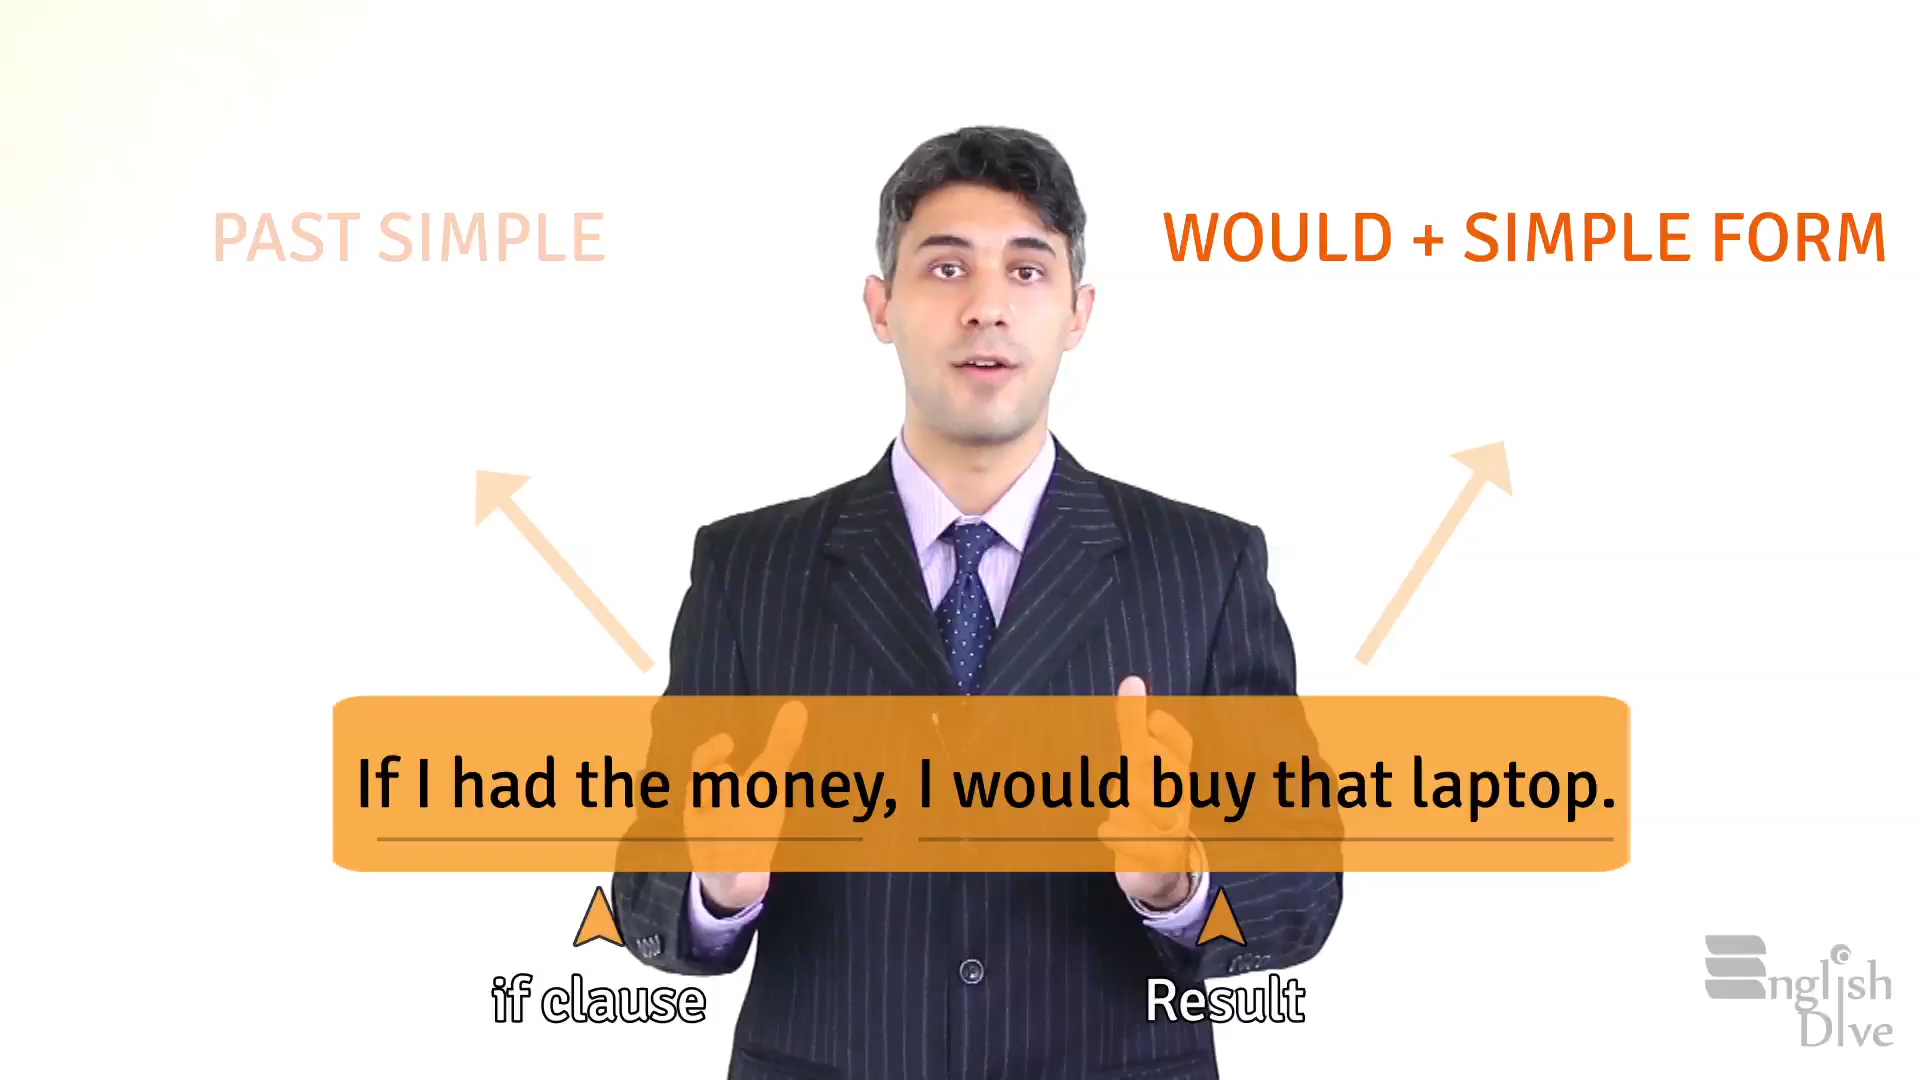 PAST SIMPLE
WOULD + SIMPLE FORM
If I had the money, I would buy that laptop.
if clause
Result
English
Dive